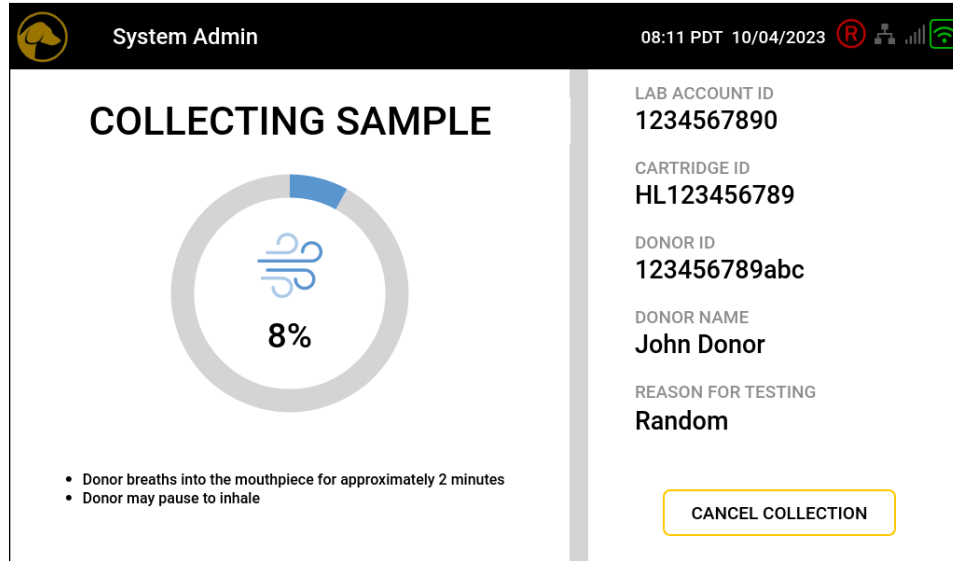 System Admin
08:11 PDT 10/04/2023 R
COLLECTING SAMPLE
8%
• Donor breaths into the mouthpiece for approximately 2 minutes
• Donor may pause to inhale
LAB ACCOUNT ID
1234567890
CARTRIDGE ID
HL123456789
DONOR ID
123456789abc
DONOR NAME
John Donor
REASON FOR TESTING
Random
CANCEL COLLECTION